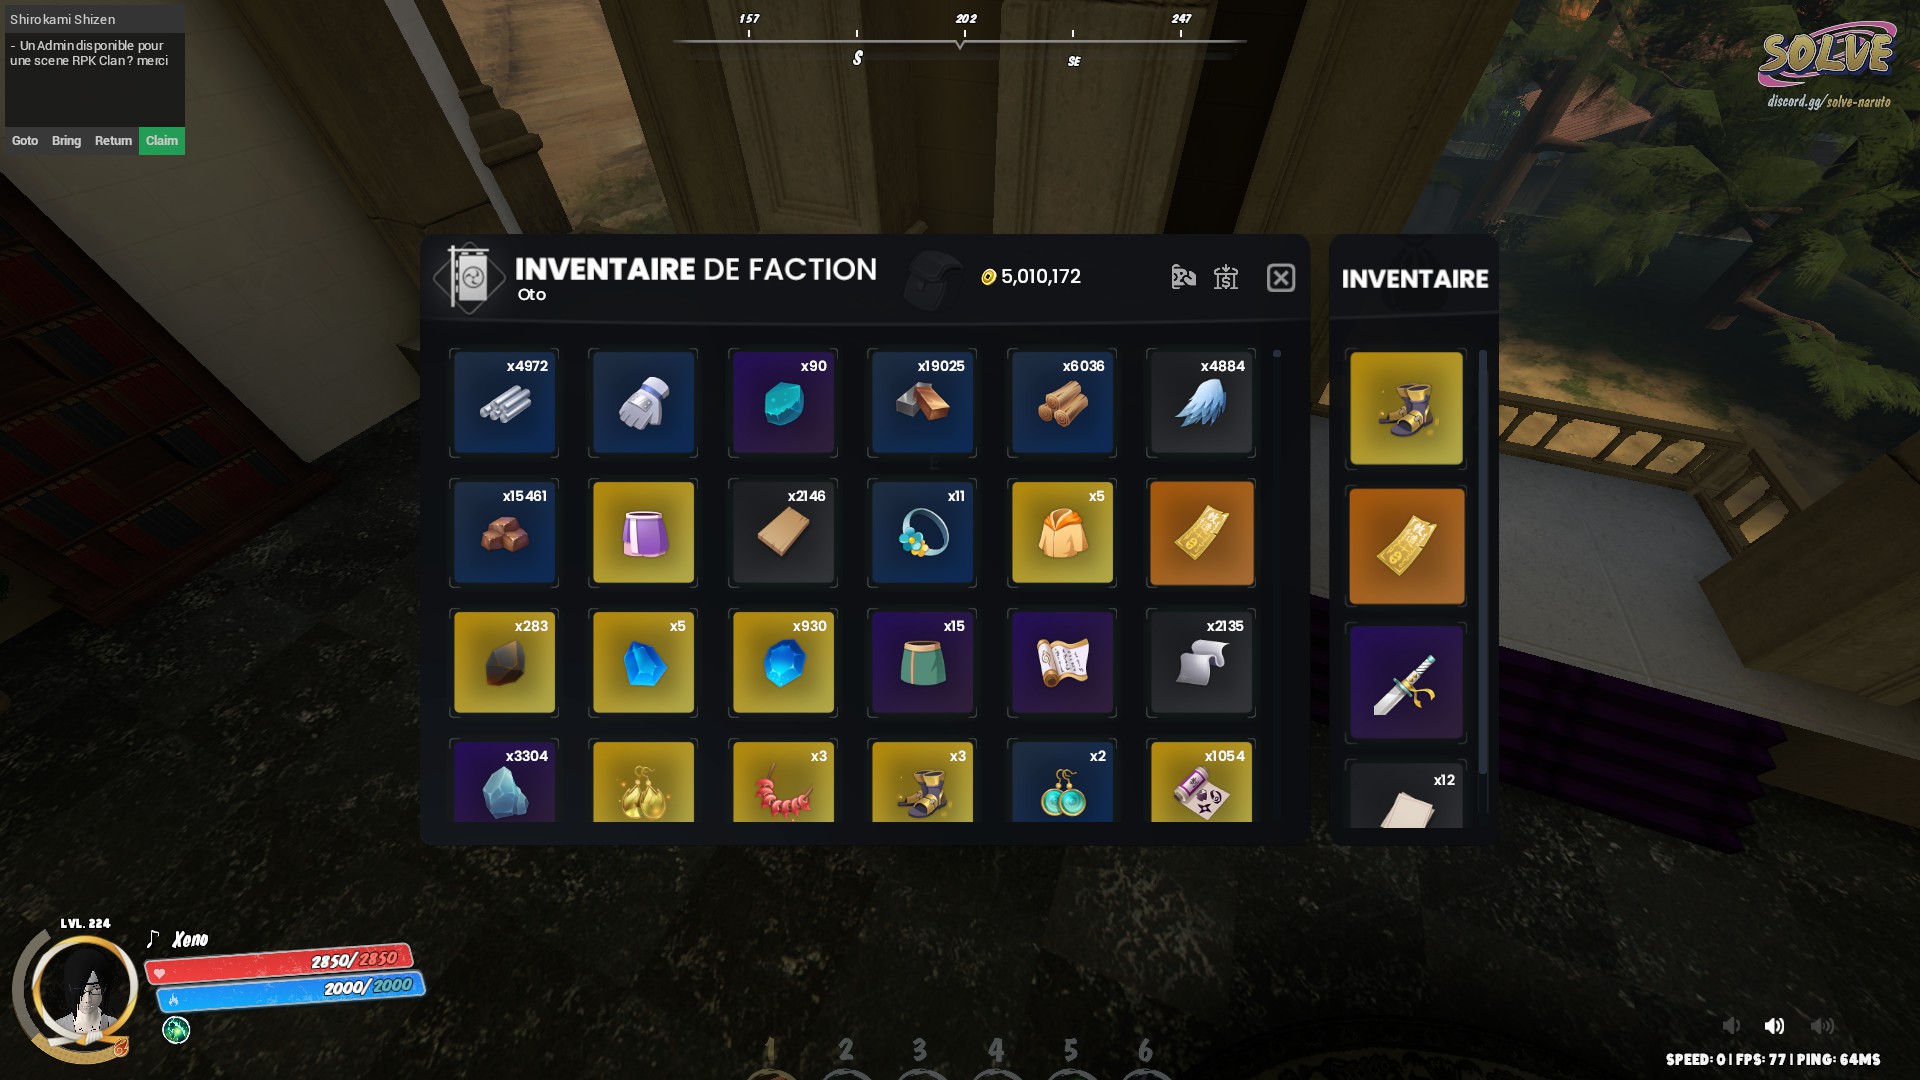 Shirokami Shizen
- Un Admin disponible pour
une scene RPK Clan ? merci
Goto Bring Return Claim
157 202 247
S SE
SOLVE
discord.gg/solve-naruto
INVENTAIRE DE FACTION
Oto
5,010,172
INVENTAIRE
x4972 x90 x19025 x6036 x4884
x15461 x2146 x11 x5
x283 x5 x930 x15 x2135
x3304 x3 x3 x2 x1054
x12
LVL. 224
Xeno
2850/2850
2000/2000
1 2 3 4 5 6
SPEED: 0 | FPS: 77 | PING: 64MS